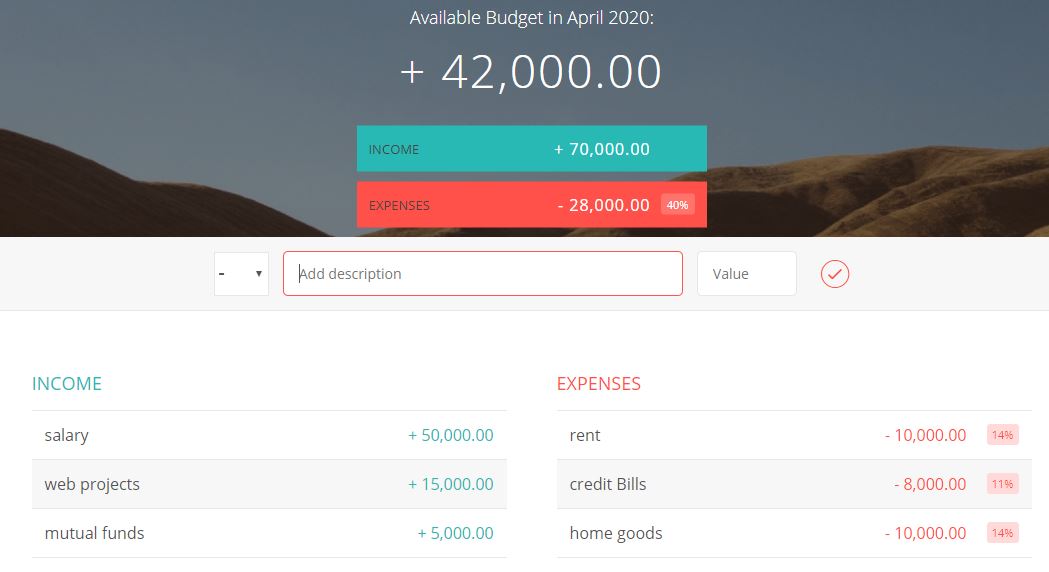 Available Budget in April 2020:
+ 42,000.00
INCOME + 70,000.00
EXPENSES - 28,000.00 40%
- Add description Value
INCOME
salary + 50,000.00
web projects + 15,000.00
mutual funds + 5,000.00
EXPENSES
rent - 10,000.00 14%
credit Bills - 8,000.00 11%
home goods - 10,000.00 14%